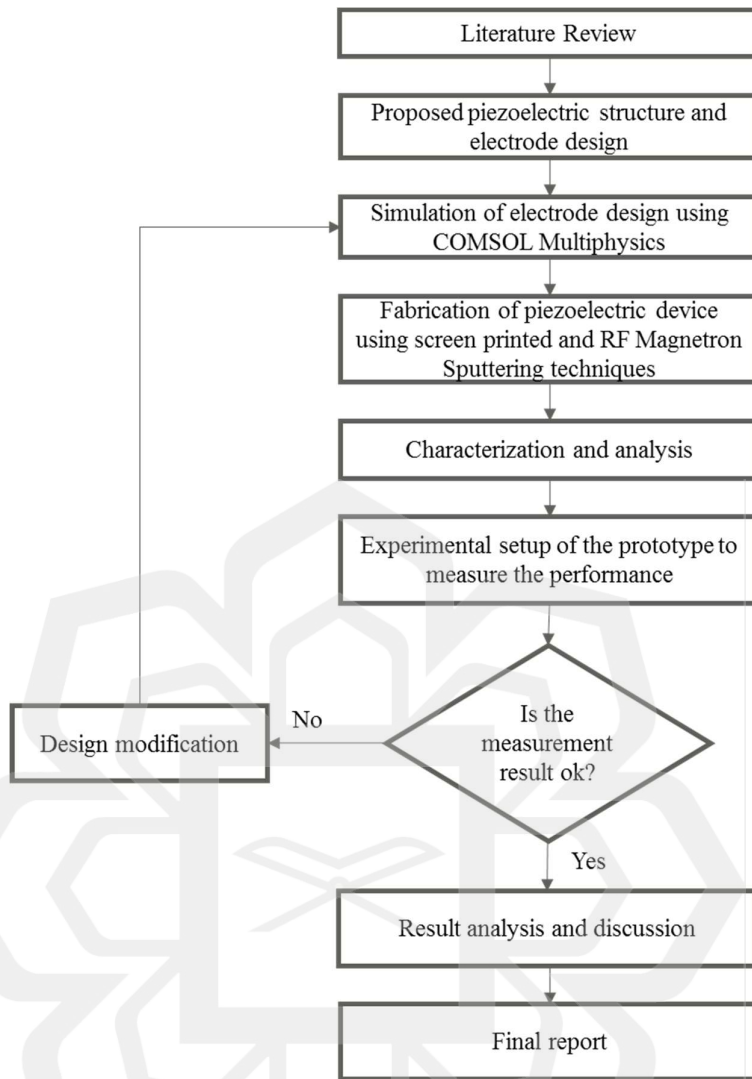 Literature Review
Proposed piezoelectric structure and
electrode design
Simulation of electrode design using
COMSOL Multiphysics
Fabrication of piezoelectric device
using screen printed and RF Magnetron
Sputtering techniques
Characterization and analysis
Experimental setup of the prototype to
measure the performance
Is the
measurement
result ok?
No
Design modification
Yes
Result analysis and discussion
Final report